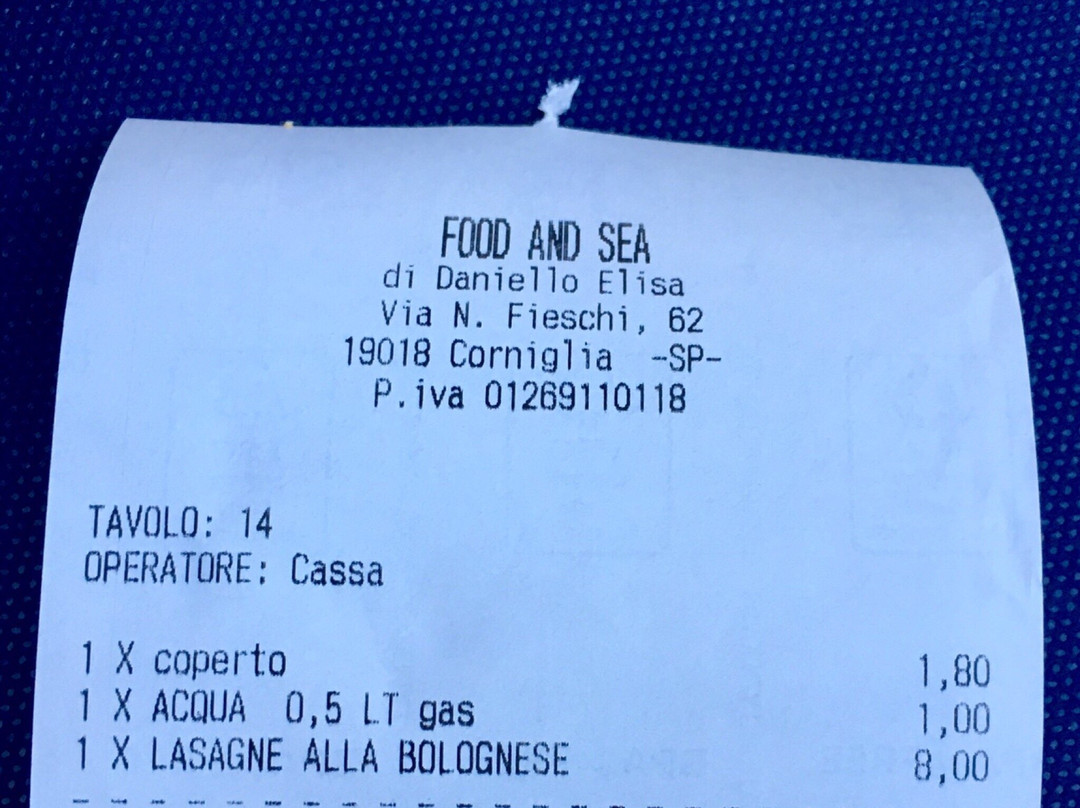 FOOD AND SEA
di Daniello Elisa
Via N. Fieschi, 62
19018 Corniglia -SP-
P.iva 01269110118
TAVOLO: 14
OPERATORE: Cassa
1 X coperto 1,80
1 X ACQUA 0,5 LT gas 1,00
1 X LASAGNE ALLA BOLOGNESE 8,00